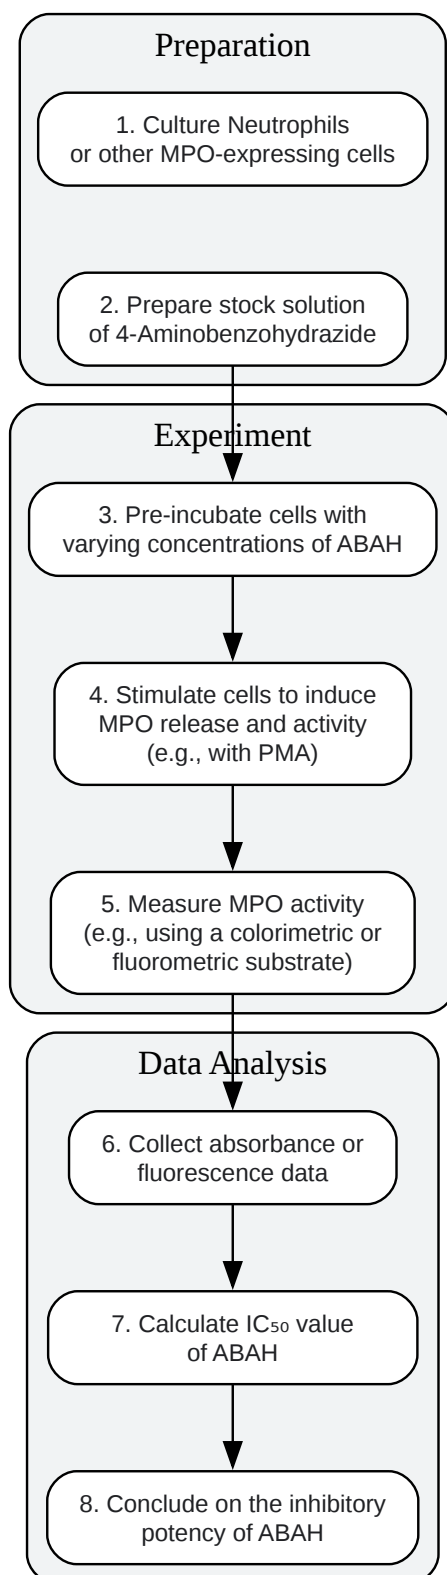 Preparation
1. Culture Neutrophils
or other MPO-expressing cells
2. Prepare stock solution
of 4-Aminobenzohydrazide
Experiment
3. Pre-incubate cells with
varying concentrations of ABAH
4. Stimulate cells to induce
MPO release and activity
(e.g., with PMA)
5. Measure MPO activity
(e.g., using a colorimetric or
fluorometric substrate)
Data Analysis
6. Collect absorbance or
fluorescence data
7. Calculate IC₅₀ value
of ABAH
8. Conclude on the inhibitory
potency of ABAH